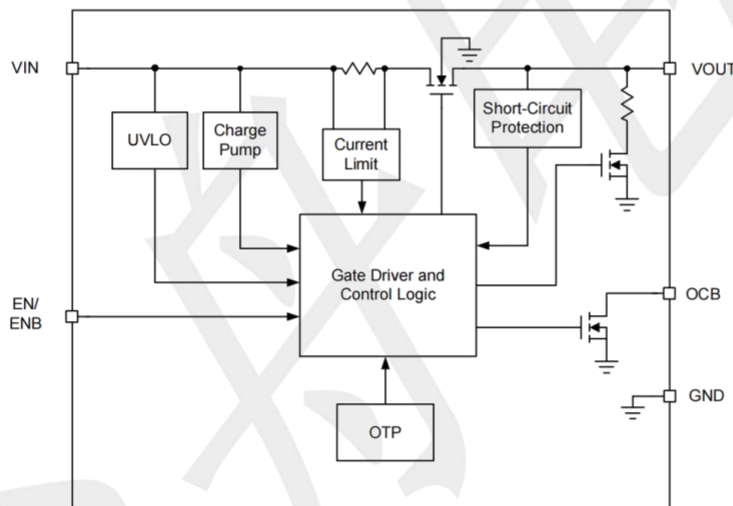 VIN
VOUT
UVLO
Charge
Pump
Current
Limit
Short-Circuit
Protection
Gate Driver and
Control Logic
EN/
ENB
OCB
GND
OTP